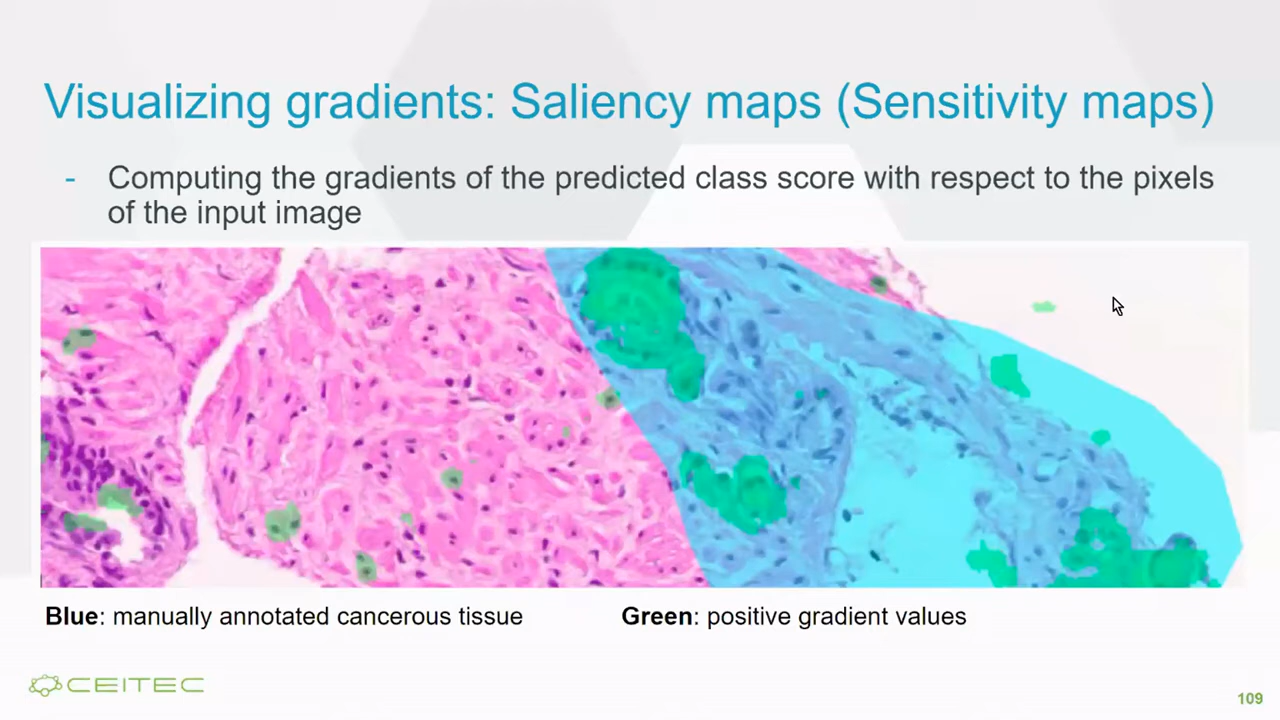 Visualizing gradients: Saliency maps (Sensitivity maps)
- Computing the gradients of the predicted class score with respect to the pixels
of the input image
Blue: manually annotated cancerous tissue
Green: positive gradient values
CEITEC
109